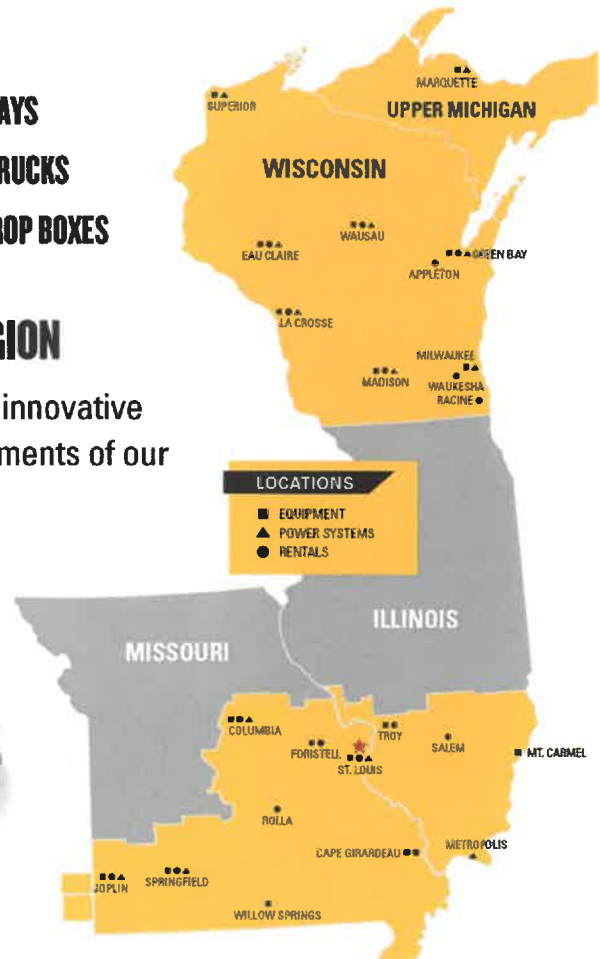 AYS
RUCKS
ROP BOXES
GION
innovative
ments of our
MARQUETTE
UPPER MICHIGAN
SUPERIOR
WISCONSIN
WAUSAU
EAU CLAIRE
GREEN BAY
APPLETON
LA CROSSE
MILWAUKEE
MADISON
WAUKESHA
RACINE
LOCATIONS
EQUIPMENT
POWER SYSTEMS
RENTALS
ILLINOIS
MISSOURI
COLUMBIA
TROY
FORISTELL
SALEM
MT. CARMEL
ST. LOUIS
ROLLA
CAPE GIRARDEAU
METROPOLIS
JOPLIN
SPRINGFIELD
WILLOW SPRINGS